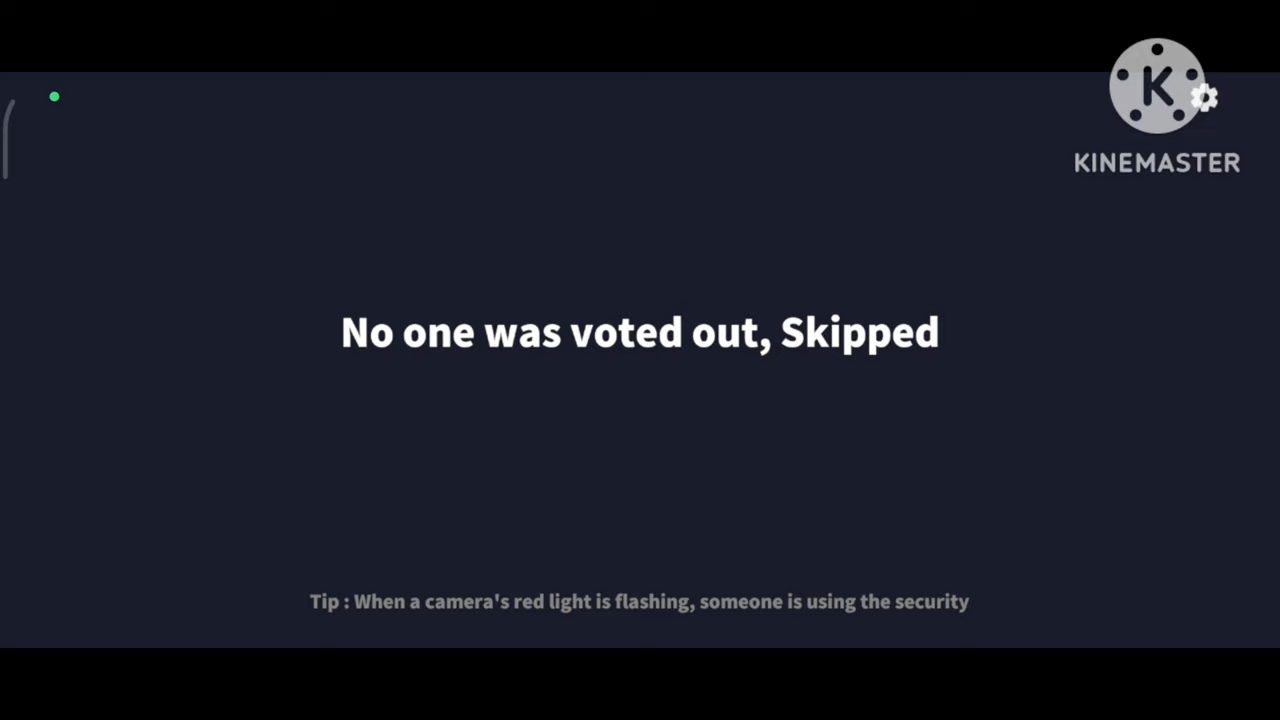 K
KINEMASTER
No one was voted out, Skipped
Tip : When a camera's red light is flashing, someone is using the security